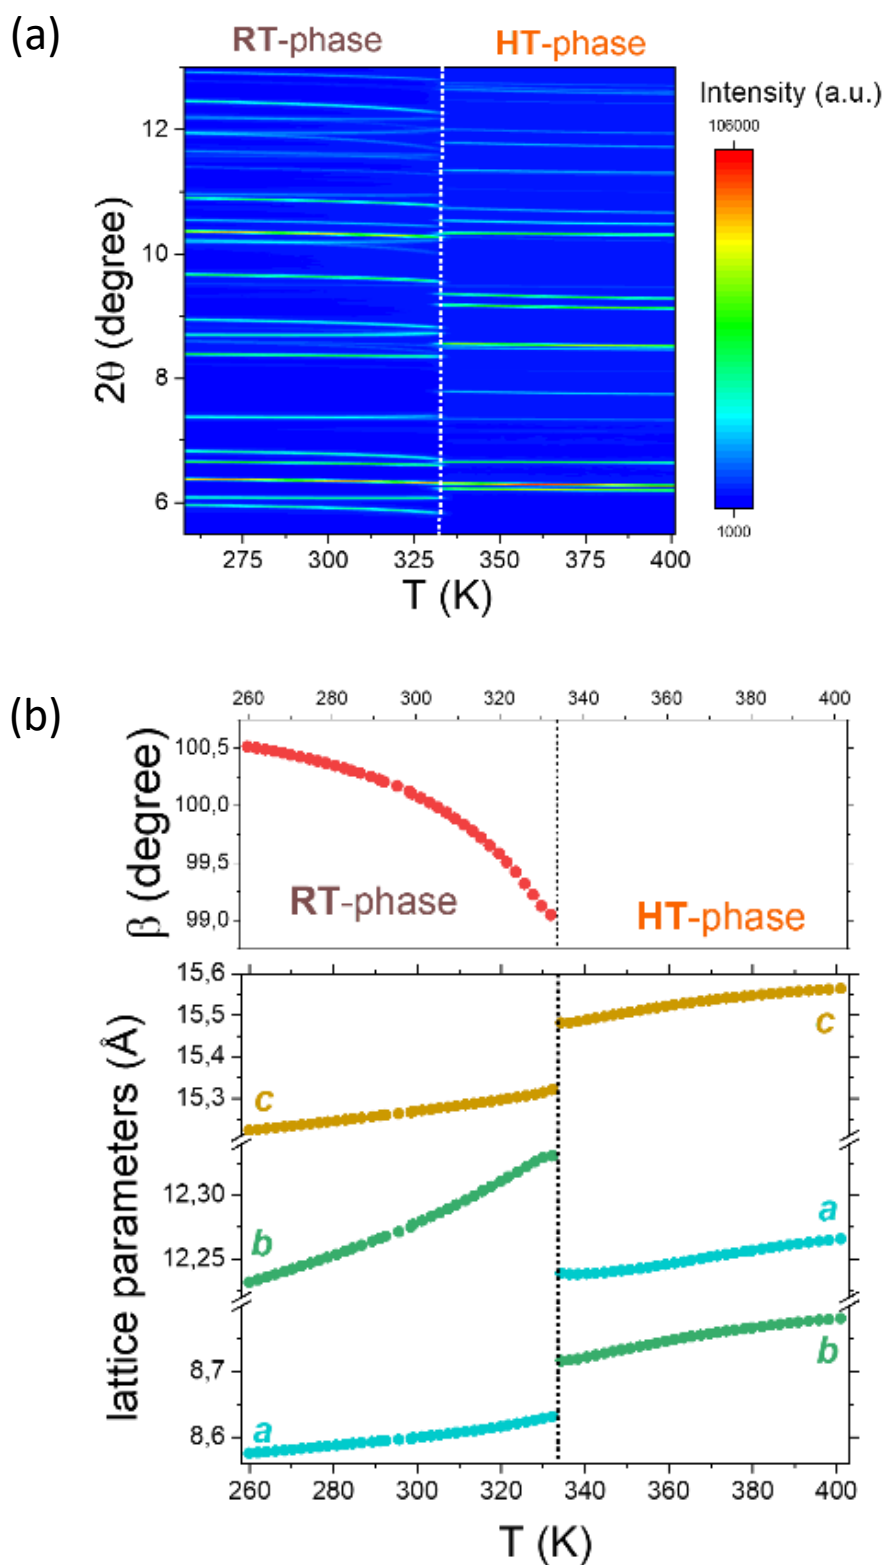 (a)
RT-phase HT-phase
Intensity (a.u.)
106000
1000
12
10
8
6
2θ (degree)
275 300 325 350 375 400
T (K)
(b)
260 280 300 320 340 360 380 400
100,5
100,0
99,5
99,0
β (degree)
RT-phase HT-phase
15,6
15,5
15,4
15,3
12,30
12,25
8,7
8,6
lattice parameters (Å)
c
c
b
a
a
b
260 280 300 320 340 360 380 400
T (K)